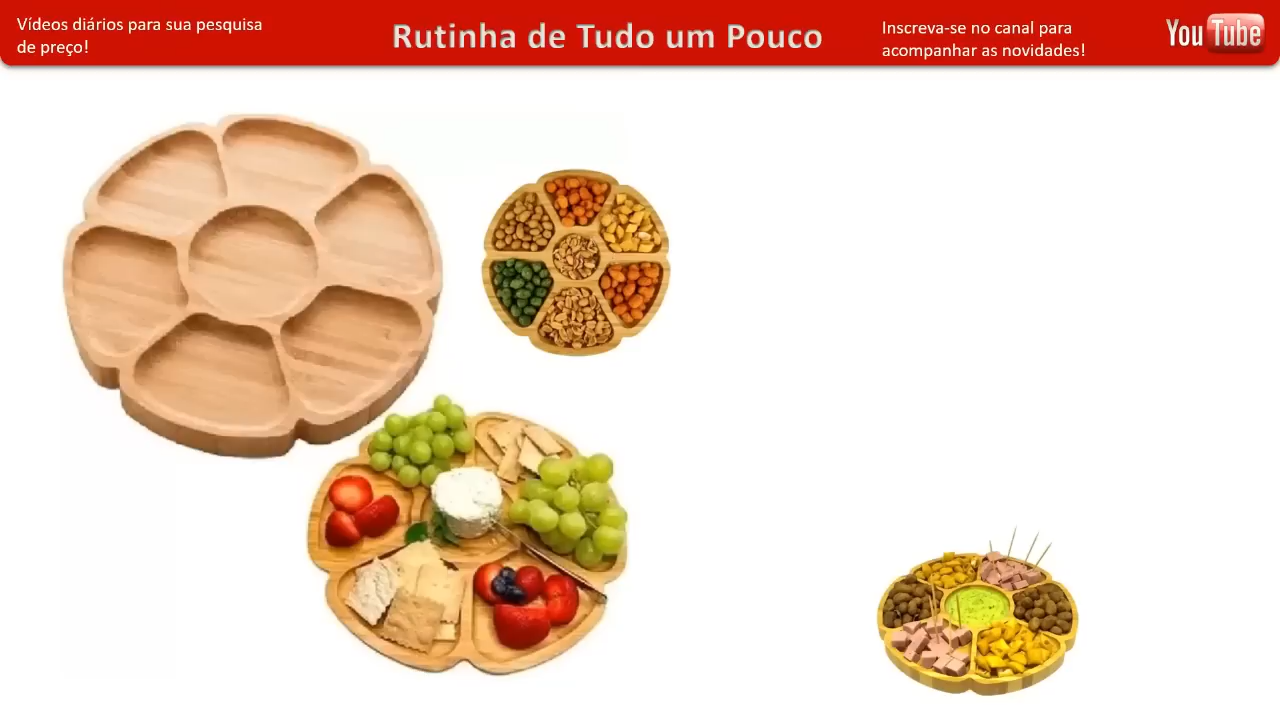 Vídeos diários para sua pesquisa
de preço!
Rutinha de Tudo um Pouco
Inscreva-se no canal para
acompanhar as novidades!
YouTube